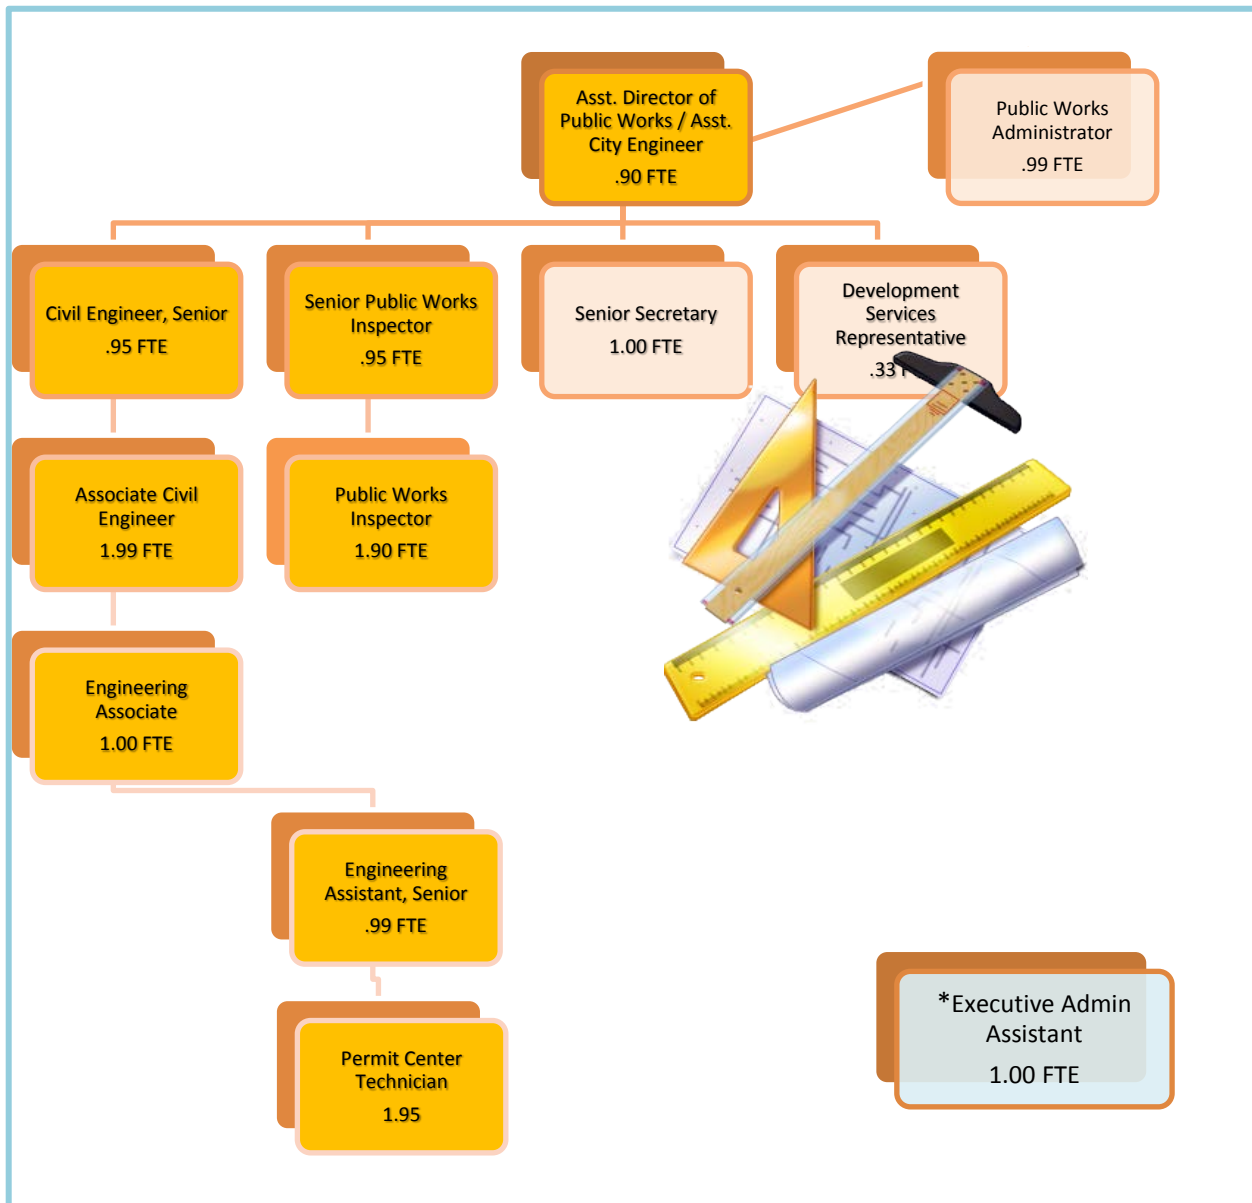 Asst. Director of
Public Works / Asst.
City Engineer
.90 FTE
Public Works
Administrator
.99 FTE
Civil Engineer, Senior
.95 FTE
Senior Public Works
Inspector
.95 FTE
Senior Secretary
1.00 FTE
Development
Services
Representative
.33
Associate Civil
Engineer
1.99 FTE
Public Works
Inspector
1.90 FTE
Engineering
Associate
1.00 FTE
Engineering
Assistant, Senior
.99 FTE
*Executive Admin
Assistant
1.00 FTE
Permit Center
Technician
1.95